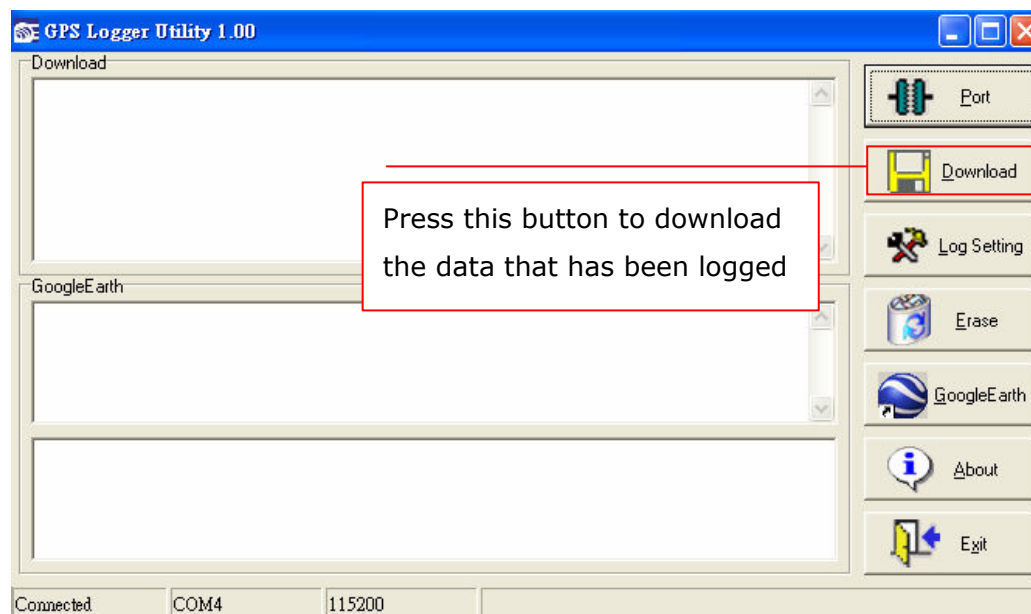 GPS Logger Utility 1.00
Download
Port
Download
Press this button to download
the data that has been logged
Log Setting
GoogleEarth
Erase
GoogleEarth
About
Exit
Connected
COM4
115200